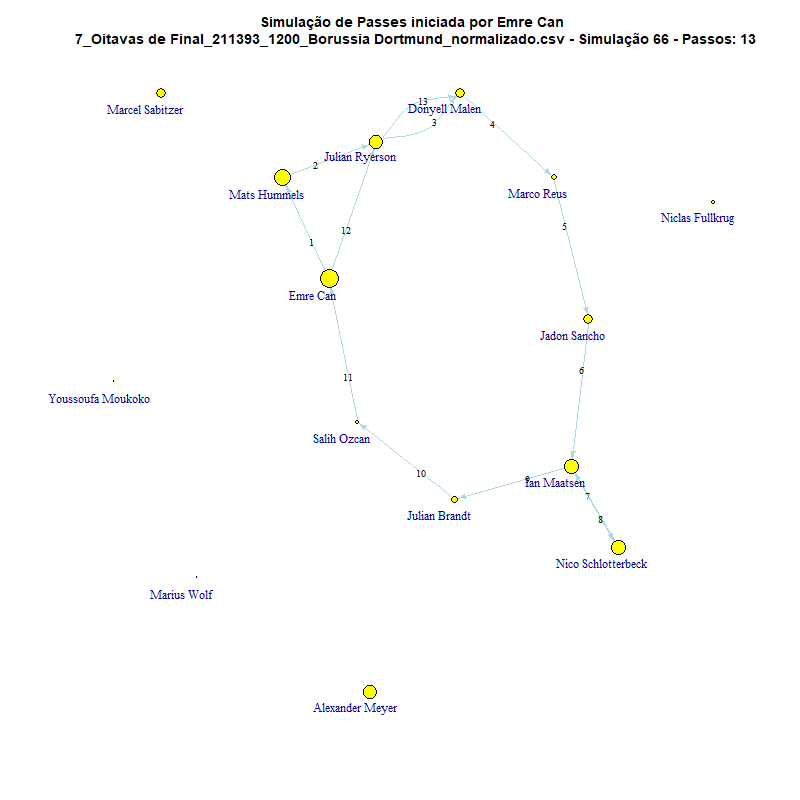 Simulação de Passes iniciada por Emre Can
7_Oitavas de Final_211393_1200_Borussia Dortmund_normalizado.csv - Simulação 66 - Passos: 13
Marcel Sabitzer
13
Donyell Malen
3
4
Julian Ryerson
2
Mats Hummels
Marco Reus
Niclas Fullkrug
12
5
1
Emre Can
Jadon Sancho
6
11
Youssoufa Moukoko
Salih Ozcan
10
9
Ian Maatsen
7
Julian Brandt
8
Nico Schlotterbeck
Marius Wolf
Alexander Meyer